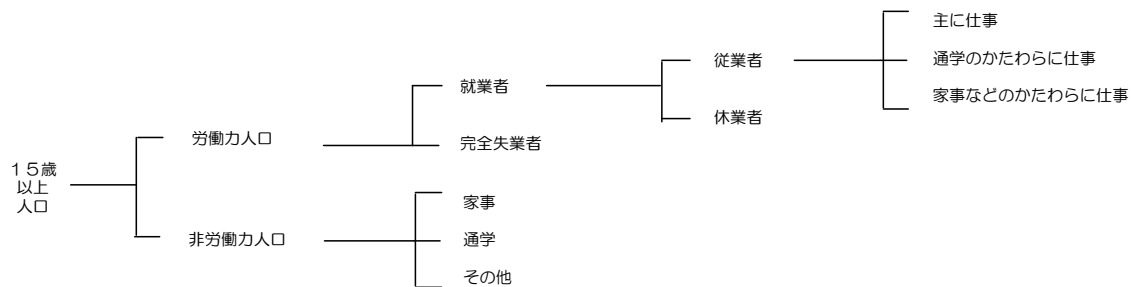 主に仕事
従業者
通学のかたわらに仕事
就業者
家事などのかたわらに仕事
休業者
労働力人口
完全失業者
１５歳
以上
人口
家事
非労働力人口
通学
その他